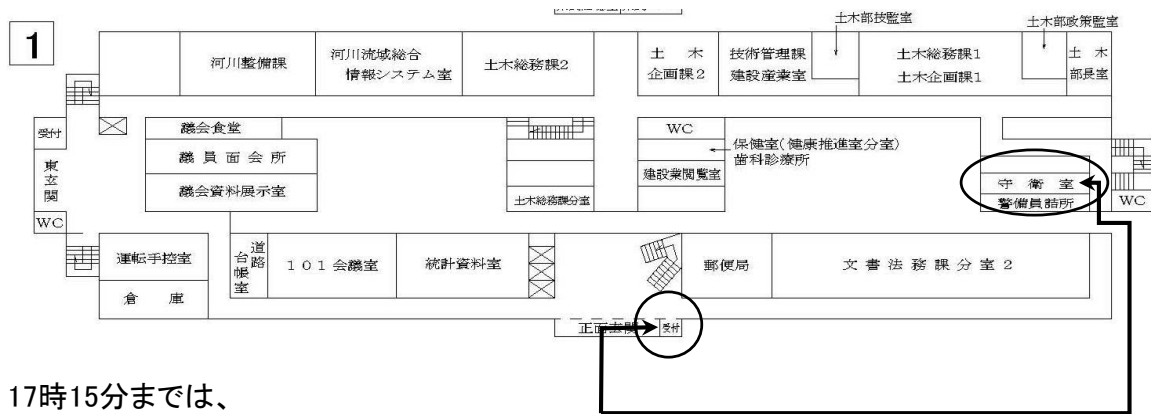 土木部技監室
土木部政策監室
1
河川整備課
河川流域総合
情報システム室
土木総務課2
土木
企画課2
技術管理課
建設産業室
土木総務課1
土木企画課1
土木
部長室
受付
議会食堂
WC
保健室(健康推進室分室)
歯科診療所
東玄関
議員面会所
建設業閲覧室
守衛室
議会資料展示室
土木総務課分室
警備員詰所
WC
WC
運転手控室
道路
台帳室
101会議室
統計資料室
郵便局
文書法務課分室2
倉庫
正面玄関
受付
17時15分までは、